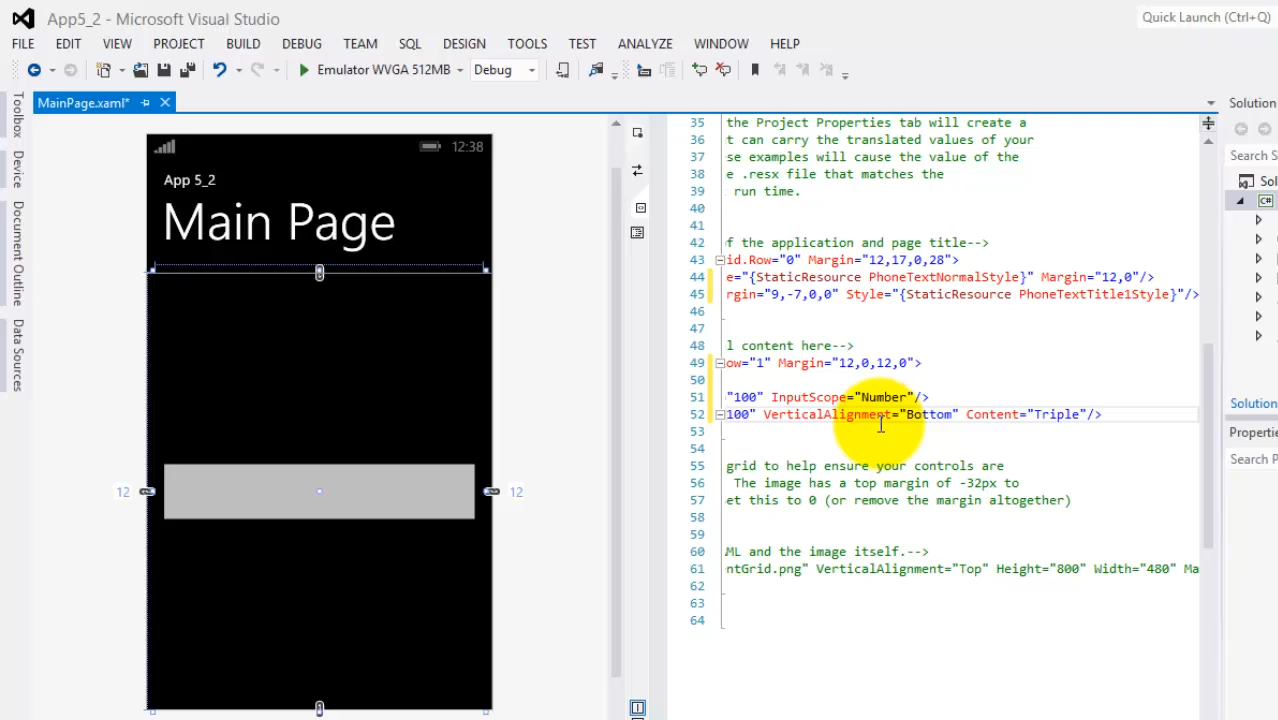 App5_2 - Microsoft Visual Studio
Quick Launch (Ctrl+Q)
FILE EDIT VIEW PROJECT BUILD DEBUG TEAM SQL DESIGN TOOLS TEST ANALYZE WINDOW HELP
Emulator WVGA 512MB Debug
MainPage.xaml*
Toolbox
Device
Document Outline
Data Sources
12:38
App 5_2
Main Page
12
12
35 the Project Properties tab will create a
36 t can carry the translated values of your
37 se examples will cause the value of the
38 e .resx file that matches the
39 run time.
40
41
42 f the application and page title-->
43 id.Row="0" Margin="12,17,0,28">
44 e="{StaticResource PhoneTextNormalStyle}" Margin="12,0"/>
45 rgin="9,-7,0,0" Style="{StaticResource PhoneTextTitle1Style}"/>
46
47
48 l content here-->
49 ow="1" Margin="12,0,12,0">
50
51 "100" InputScope="Number"/>
52 100" VerticalAlignment="Bottom" Content="Triple"/>
53
54
55 grid to help ensure your controls are
56 The image has a top margin of -32px to
57 et this to 0 (or remove the margin altogether)
58
59
60 ML and the image itself.-->
61 ntGrid.png" VerticalAlignment="Top" Height="800" Width="480" Ma
62
63
64
Solution
Search S
Sol
C#
Solution
Properti
Search P